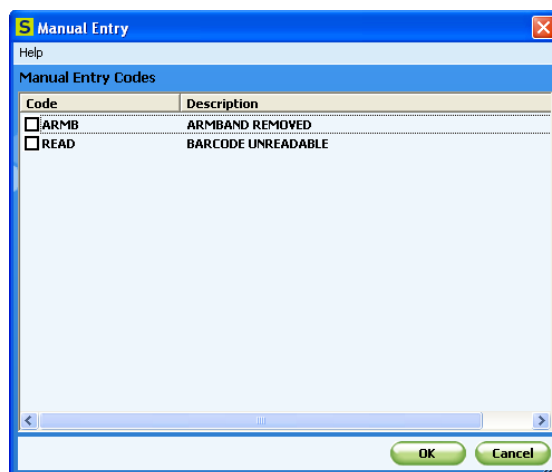 S Manual Entry
Help
Manual Entry Codes
Code Description
ARMB ARMBAND REMOVED
READ BARCODE UNREADABLE
OK Cancel